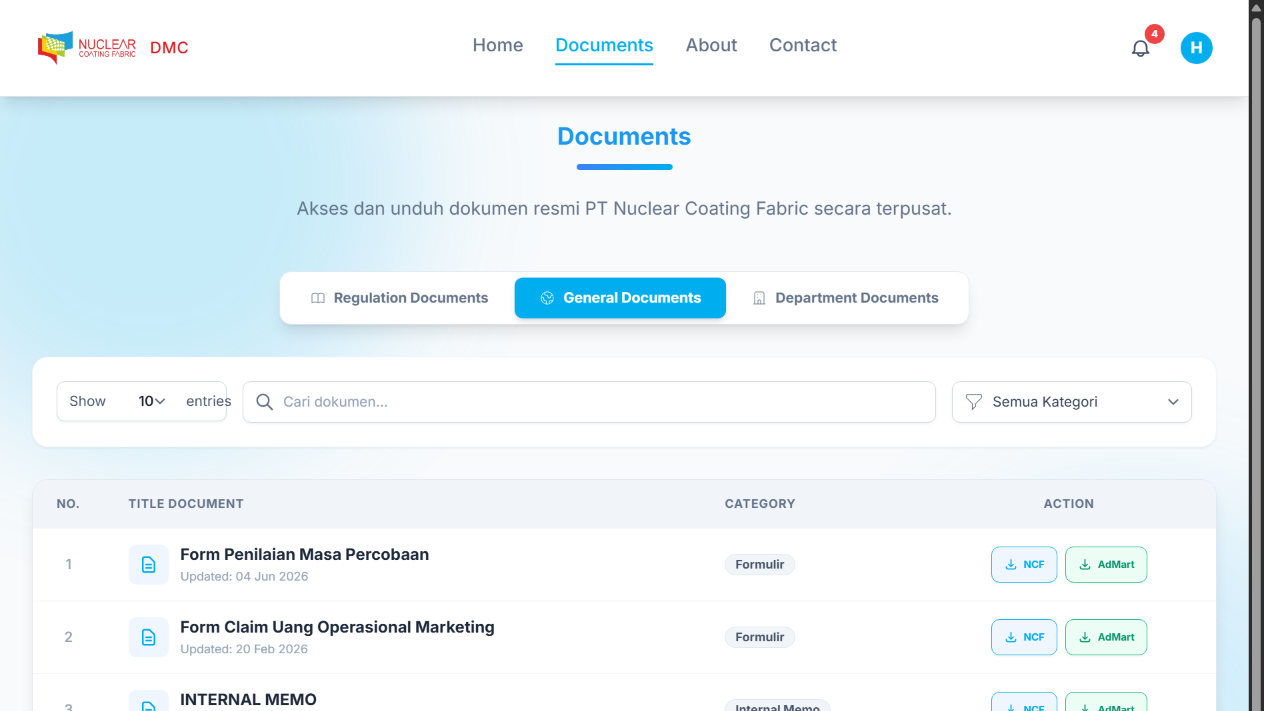 NUCLEAR
COATING FABRIC
DMC
Home
Documents
About
Contact
4
H
Documents
Akses dan unduh dokumen resmi PT Nuclear Coating Fabric secara terpusat.
Regulation Documents
General Documents
Department Documents
Show 10 entries
Cari dokumen...
Semua Kategori
NO. TITLE DOCUMENT CATEGORY ACTION
1 Form Penilaian Masa Percobaan Formulir NCF AdMart
Updated: 04 Jun 2026
2 Form Claim Uang Operasional Marketing Formulir NCF AdMart
Updated: 20 Feb 2026
3 INTERNAL MEMO Internal Memo NCF AdMart